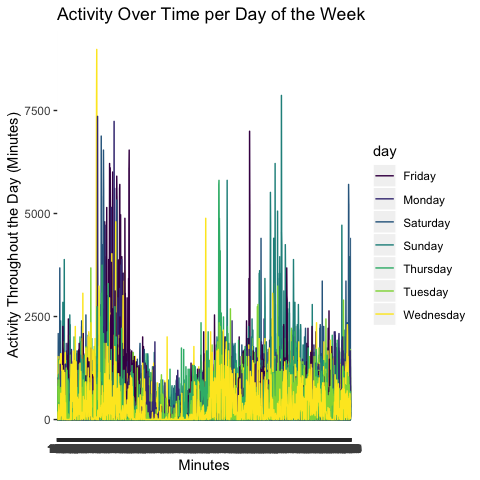 Activity Over Time per Day of the Week
Activity Throughout the Day (Minutes)
7500
5000
2500
0
Minutes
day
Friday
Monday
Saturday
Sunday
Thursday
Tuesday
Wednesday